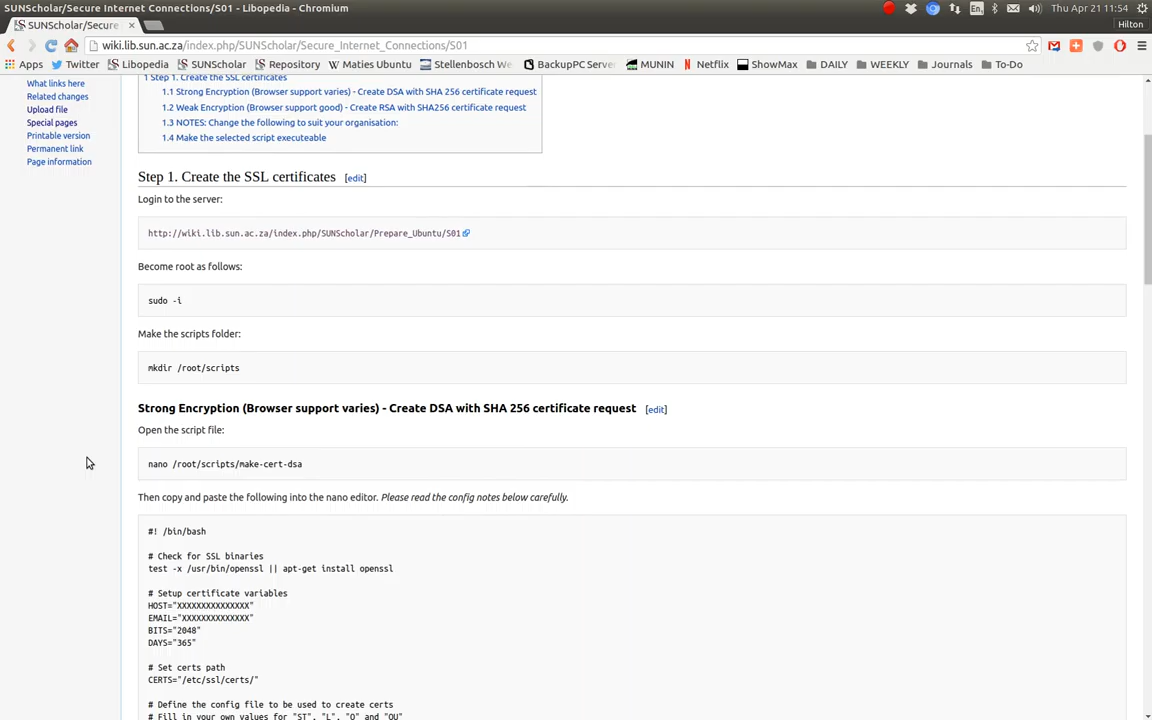 SUNScholar/Secure Internet Connections/S01 - Libopedia - Chromium
En
Thu Apr 21 11:54
SUNScholar/Secure
Hilton
wiki.lib.sun.ac.za/index.php/SUNScholar/Secure_Internet_Connections/S01
Apps Twitter Libopedia SUNScholar Repository Maties Ubuntu Stellenbosch We BackupPC Serve MUNIN Netflix ShowMax DAILY WEEKLY Journals To-Do
What links here
Related changes
Upload file
Special pages
Printable version
Permanent link
Page information
1 Step 1. Create the SSL certificates
1.1 Strong Encryption (Browser support varies) - Create DSA with SHA 256 certificate request
1.2 Weak Encryption (Browser support good) - Create RSA with SHA256 certificate request
1.3 NOTES: Change the following to suit your organisation:
1.4 Make the selected script executeable
Step 1. Create the SSL certificates [edit]
Login to the server:
http://wiki.lib.sun.ac.za/index.php/SUNScholar/Prepare_Ubuntu/S01
Become root as follows:
sudo -i
Make the scripts folder:
mkdir /root/scripts
Strong Encryption (Browser support varies) - Create DSA with SHA 256 certificate request [edit]
Open the script file:
nano /root/scripts/make-cert-dsa
Then copy and paste the following into the nano editor. Please read the config notes below carefully.
#! /bin/bash
# Check for SSL binaries
test -x /usr/bin/openssl || apt-get install openssl
# Setup certificate variables
HOST="XXXXXXXXXXXXXXX"
EMAIL="XXXXXXXXXXXXXX"
BITS="2048"
DAYS="365"
# Set certs path
CERTS="/etc/ssl/certs/"
# Define the config file to be used to create certs
# Fill in your own values for "ST", "L", "O" and "OU"